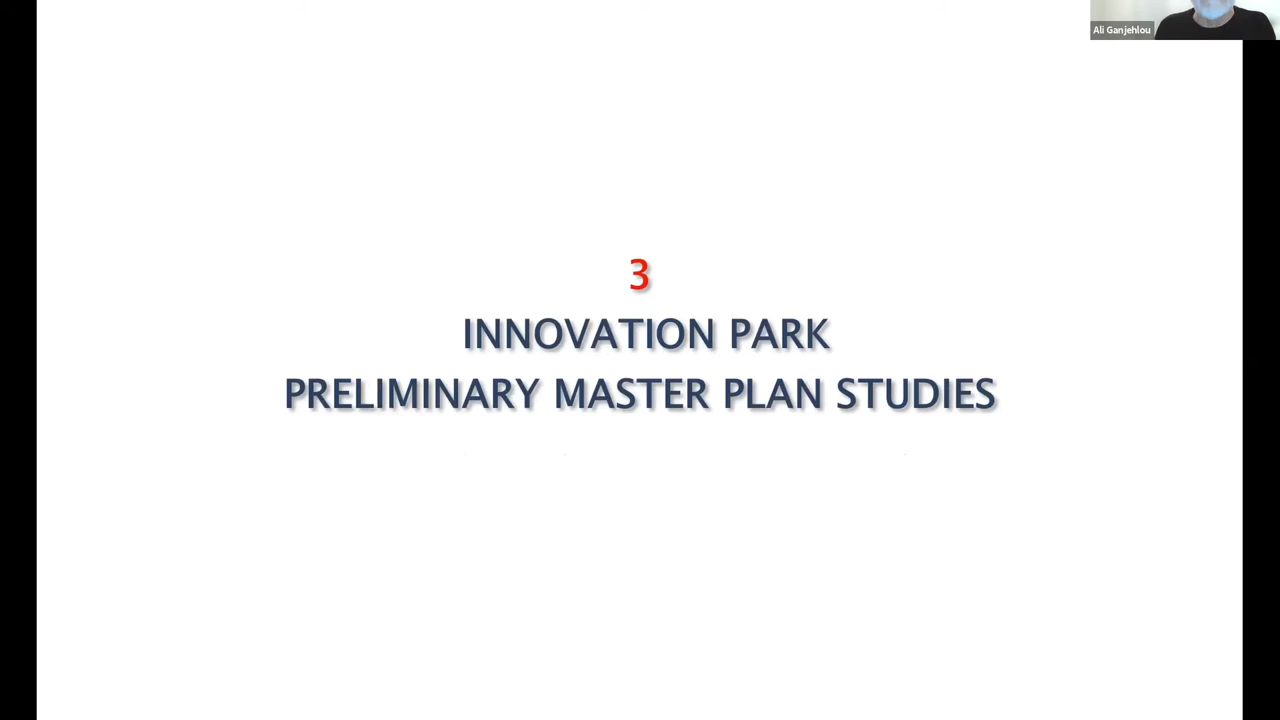 Ali Ganjehlou
3
INNOVATION PARK
PRELIMINARY MASTER PLAN STUDIES